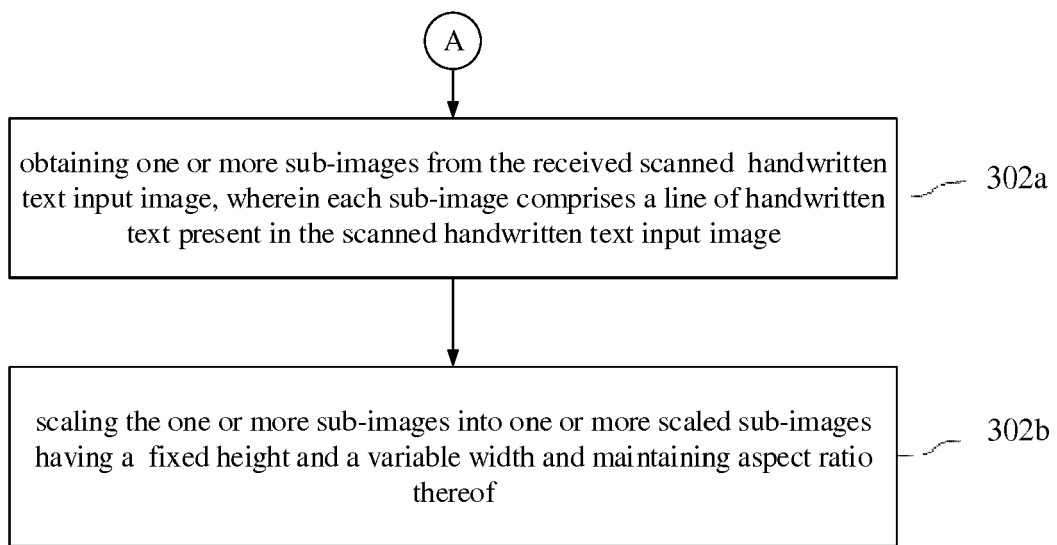 A
obtaining one or more sub-images from the received scanned handwritten
text input image, wherein each sub-image comprises a line of handwritten
text present in the scanned handwritten text input image
302a
scaling the one or more sub-images into one or more scaled sub-images
having a fixed height and a variable width and maintaining aspect ratio
thereof
302b